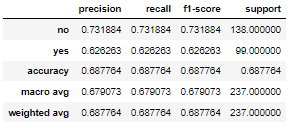 precision recall f1-score support
no 0.731884 0.731884 0.731884 138.000000
yes 0.626263 0.626263 0.626263 99.000000
accuracy 0.687764 0.687764 0.687764 0.687764
macro avg 0.679073 0.679073 0.679073 237.000000
weighted avg 0.687764 0.687764 0.687764 237.000000